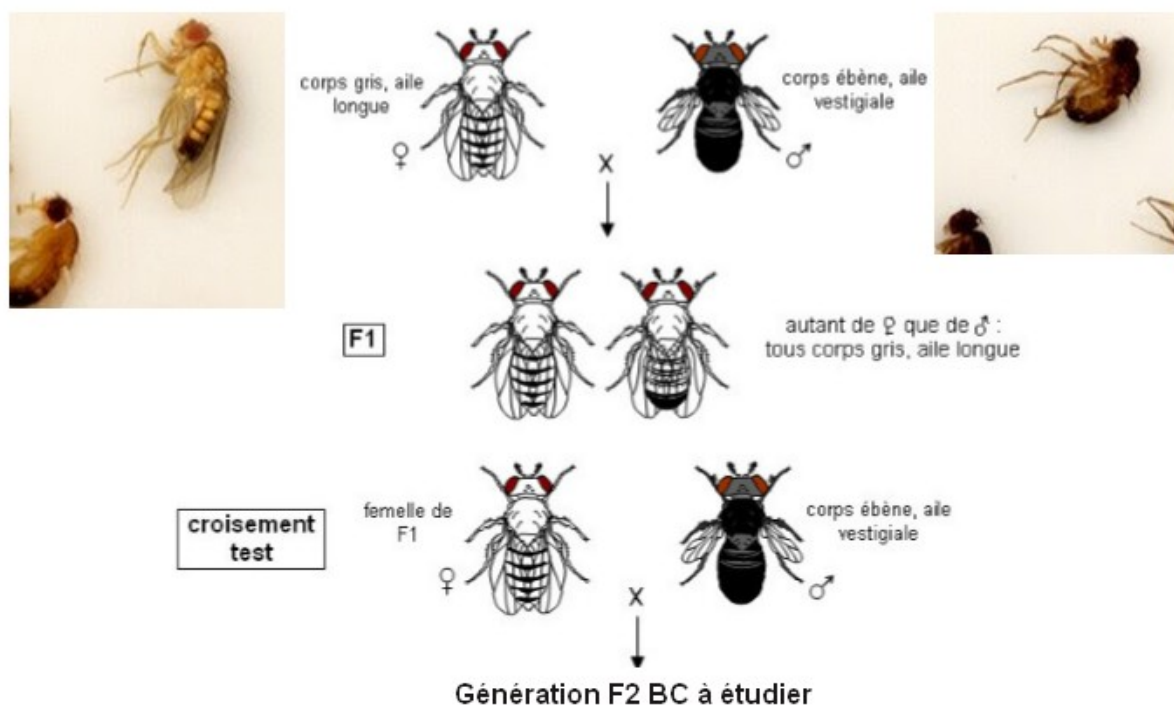 corps gris, aile
longue
♀
X
corps ébène, aile
vestigiale
♂
F1
autant de ♀ que de ♂ :
tous corps gris, aile longue
croisement
test
femelle de
F1
♀
X
corps ébène, aile
vestigiale
♂
Génération F2 BC à étudier